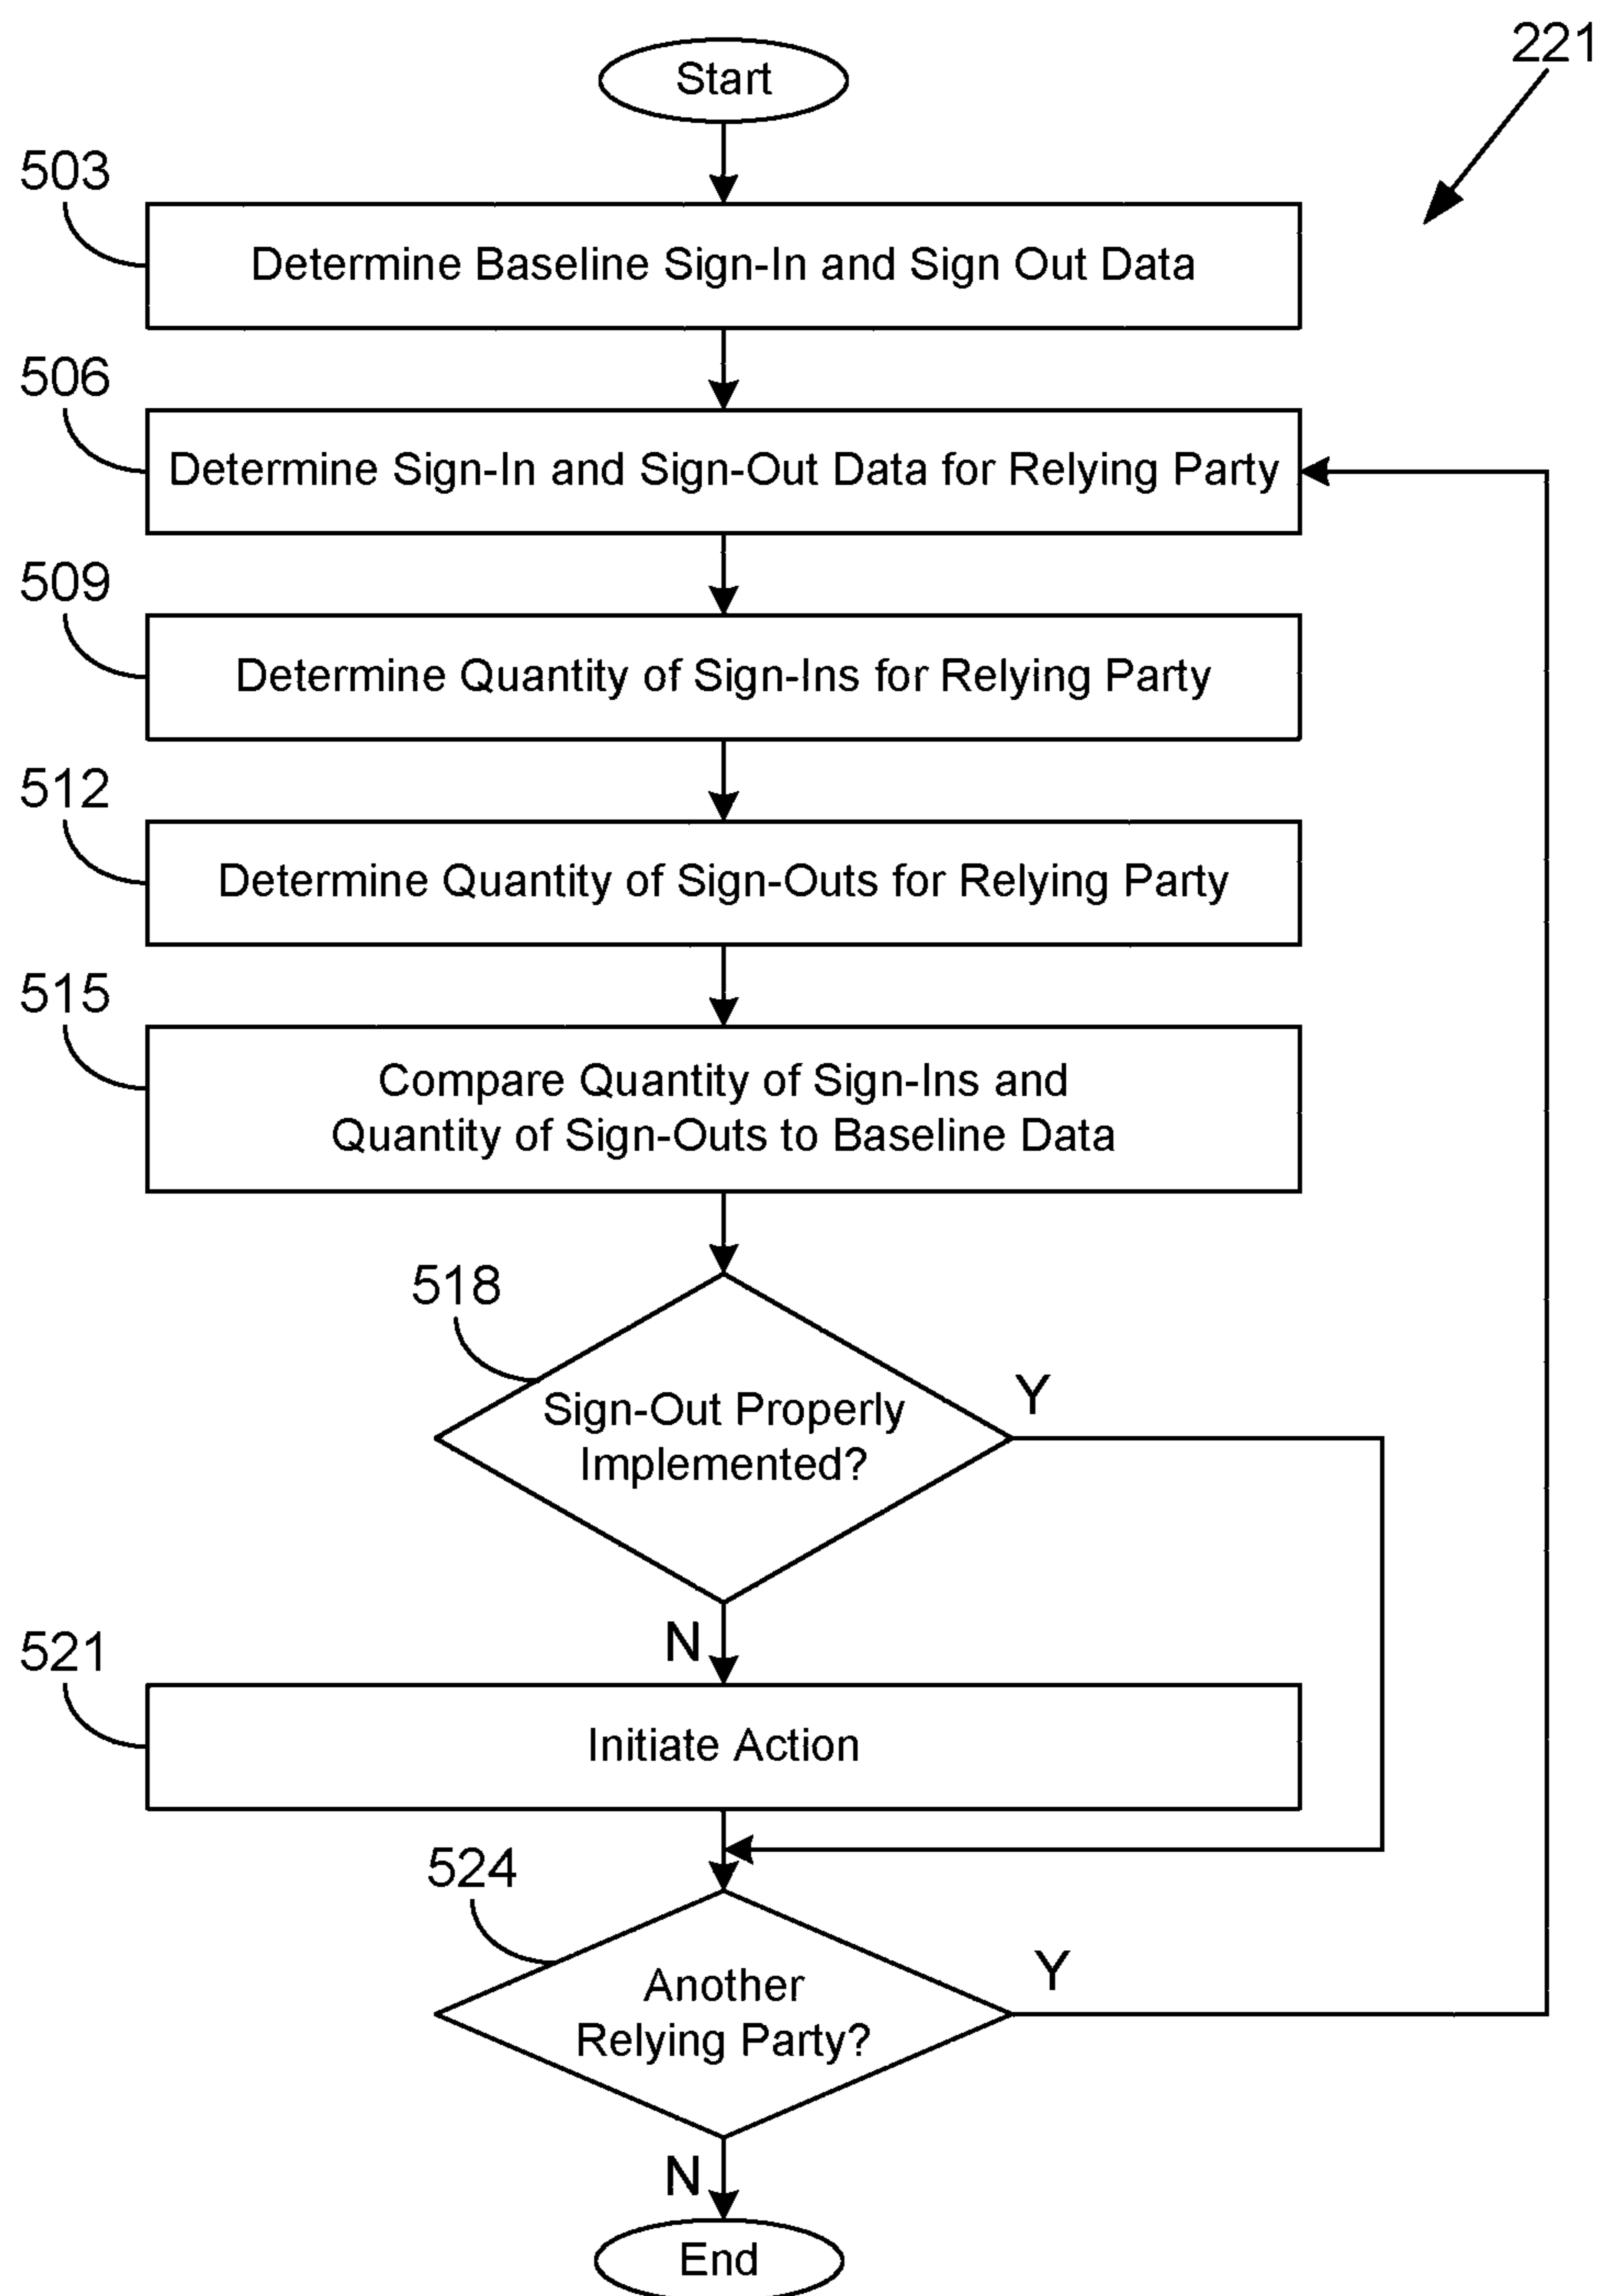 221
Start
503
Determine Baseline Sign-In and Sign Out Data
506
Determine Sign-In and Sign-Out Data for Relying Party
509
Determine Quantity of Sign-Ins for Relying Party
512
Determine Quantity of Sign-Outs for Relying Party
515
Compare Quantity of Sign-Ins and
Quantity of Sign-Outs to Baseline Data
518
Sign-Out Properly
Implemented?
Y
N
521
Initiate Action
524
Another
Relying Party?
Y
N
End